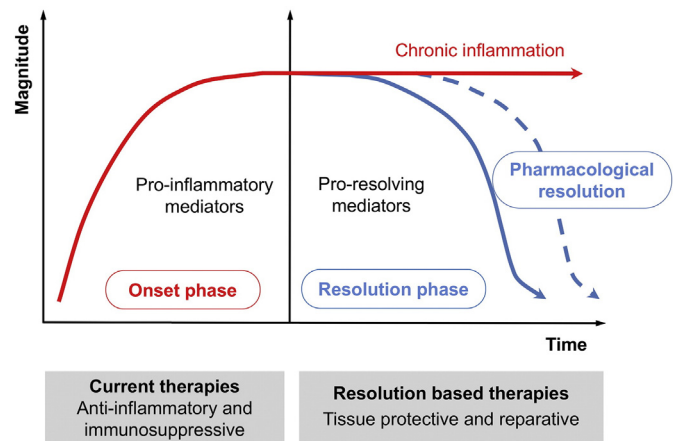 Magnitude
Chronic inflammation
Pro-inflammatory
mediators
Pro-resolving
mediators
Pharmacological
resolution
Onset phase
Resolution phase
Time
Current therapies
Anti-inflammatory and
immunosuppressive
Resolution based therapies
Tissue protective and reparative